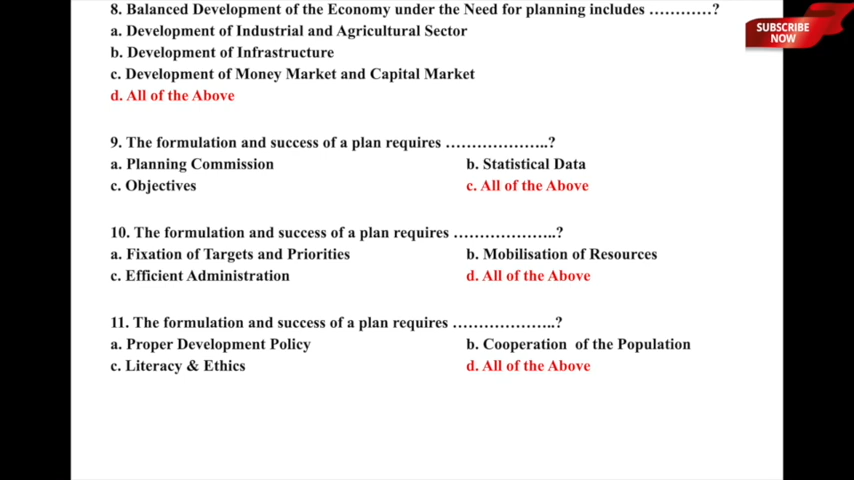 8. Balanced Development of the Economy under the Need for planning includes …………?
a. Development of Industrial and Agricultural Sector
b. Development of Infrastructure
c. Development of Money Market and Capital Market
d. All of the Above
9. The formulation and success of a plan requires ………………..?
a. Planning Commission b. Statistical Data
c. Objectives c. All of the Above
10. The formulation and success of a plan requires ………………..?
a. Fixation of Targets and Priorities b. Mobilisation of Resources
c. Efficient Administration d. All of the Above
11. The formulation and success of a plan requires ………………..?
a. Proper Development Policy b. Cooperation of the Population
c. Literacy & Ethics d. All of the Above
SUBSCRIBE
NOW